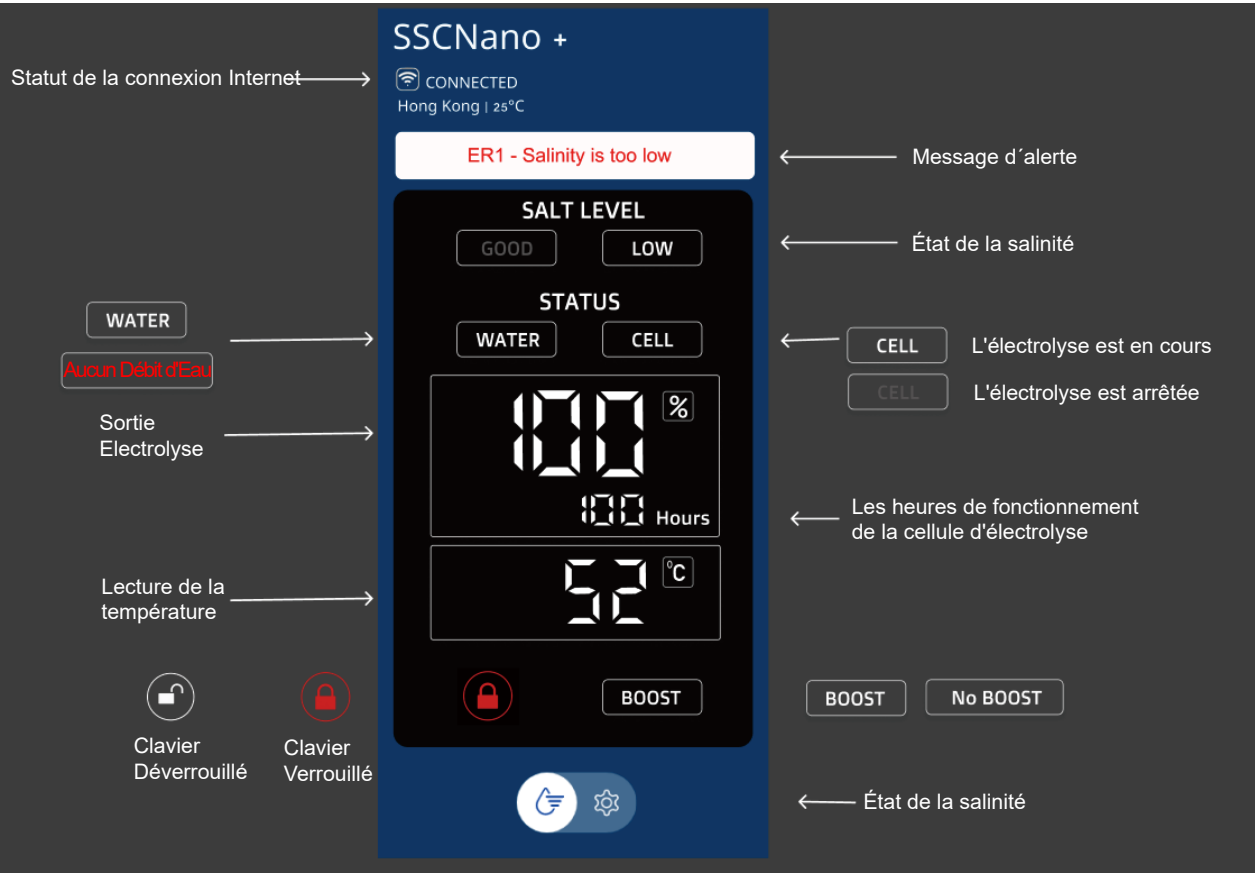 SSCNano +
Statut de la connexion Internet
CONNECTED
Hong Kong | 25°C
ER1 - Salinity is too low
Message d´alerte
SALT LEVEL
GOOD
LOW
État de la salinité
STATUS
WATER
Aucun Débit d'Eau
WATER
CELL
CELL
L'électrolyse est en cours
CELL
L'électrolyse est arrêtée
Sortie
Electrolyse
100 %
100 Hours
Les heures de fonctionnement
de la cellule d'électrolyse
Lecture de la
température
52 °C
BOOST
BOOST
No BOOST
Clavier
Déverrouillé
Clavier
Verrouillé
État de la salinité